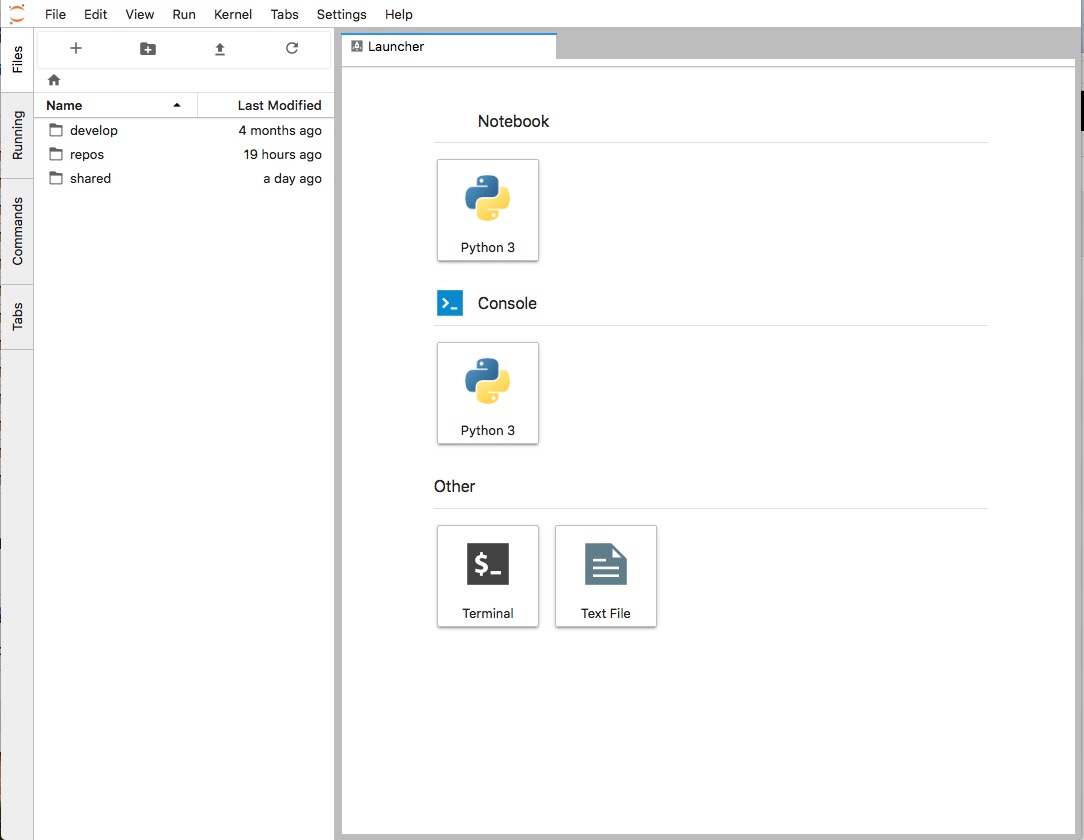 File Edit View Run Kernel Tabs Settings Help
Files
Running
Commands
Tabs
Name Last Modified
develop 4 months ago
repos 19 hours ago
shared a day ago
Launcher
Notebook
Python 3
>_ Console
Python 3
Other
$_
Terminal Text File